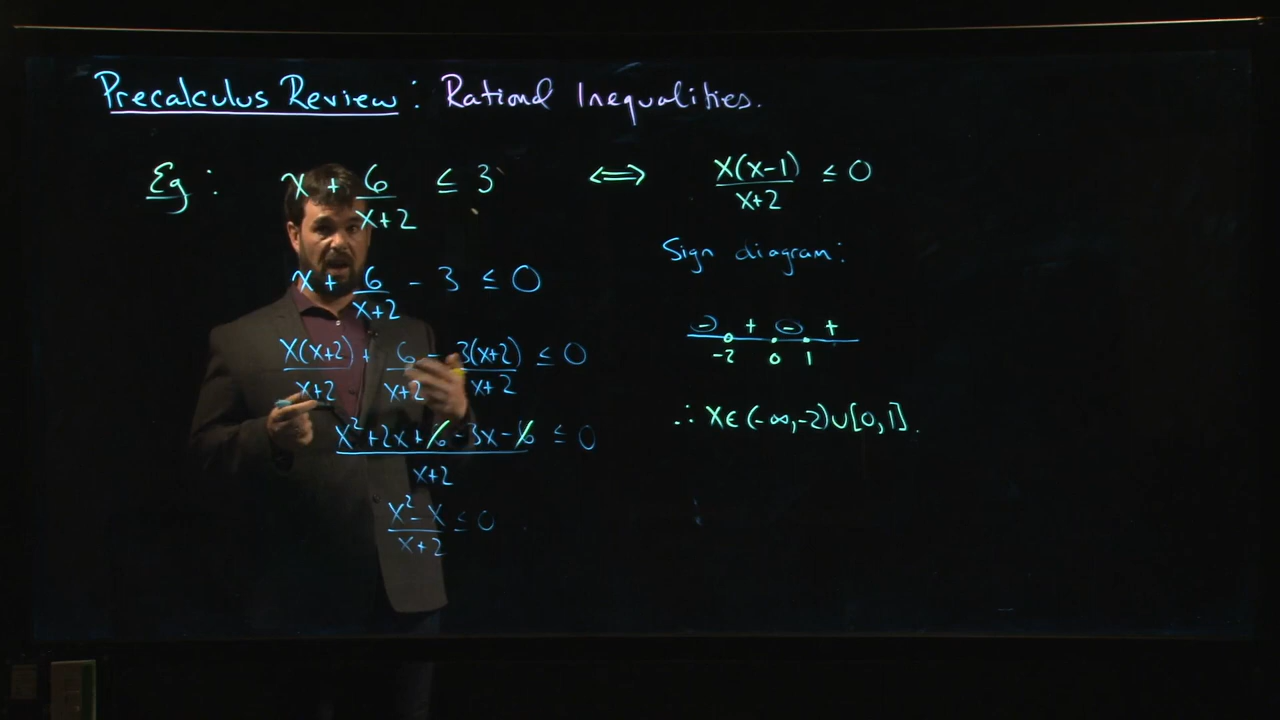 Precalculus Review: Rational Inequalities.
Eg: x + 6/(x+2) ≤ 3 ⟺ x(x-1)/(x+2) ≤ 0
x + 6/(x+2) - 3 ≤ 0
x(x+2)/(x+2) + 6/(x+2) - 3(x+2)/(x+2) ≤ 0
(x²+2x+6-3x-6)/(x+2) ≤ 0
(x²-x)/(x+2) ≤ 0
Sign diagram:
- + - +
-2 0 1
∴ x∈(-∞,-2)∪[0,1].